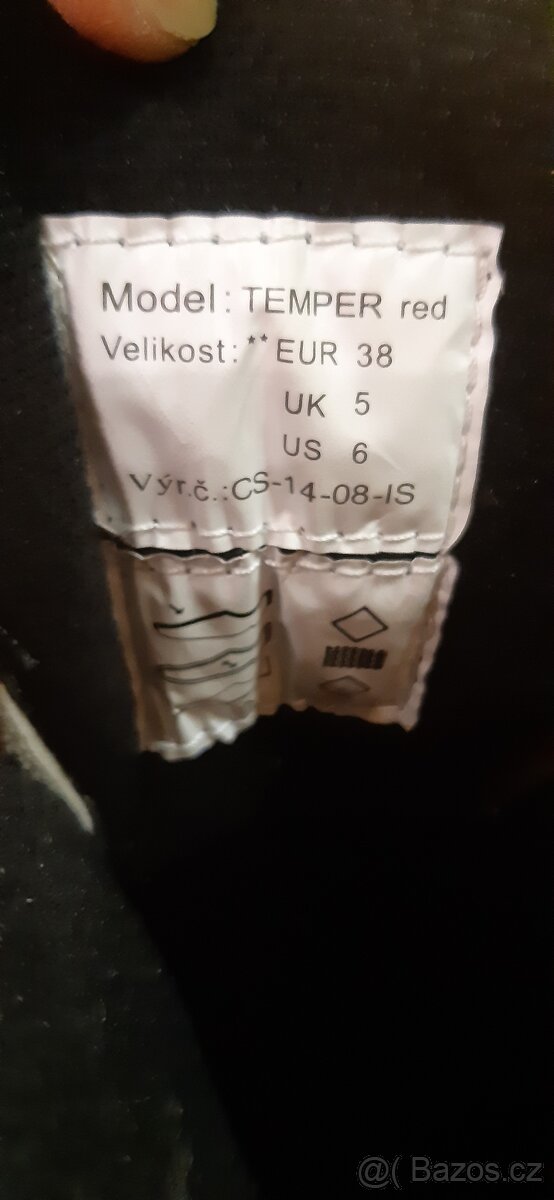 Model: TEMPER red
Velikost: ** EUR 38
UK 5
US 6
Výr.č.:CS-14-08-IS
@( Bazos.cz